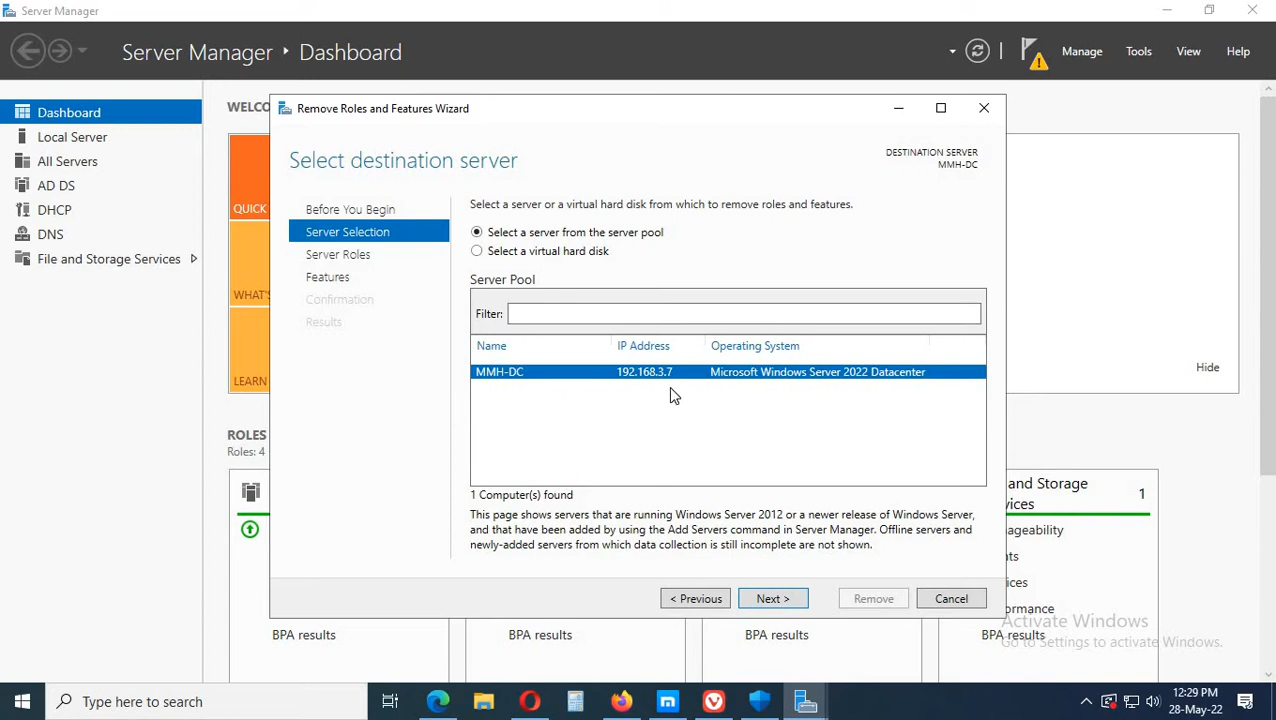 Server Manager
Server Manager ‣ Dashboard
Manage
Tools
View
Help
Dashboard
Local Server
All Servers
AD DS
DHCP
DNS
File and Storage Services
WELCO
QUICK
WHAT'S
LEARN
Hide
ROLES
Roles: 4
Remove Roles and Features Wizard
Select destination server
DESTINATION SERVER
MMH-DC
Before You Begin
Server Selection
Server Roles
Features
Confirmation
Results
Select a server or a virtual hard disk from which to remove roles and features.
Select a server from the server pool
Select a virtual hard disk
Server Pool
Filter:
Name IP Address Operating System
MMH-DC 192.168.3.7 Microsoft Windows Server 2022 Datacenter
1 Computer(s) found
This page shows servers that are running Windows Server 2012 or a newer release of Windows Server,
and that have been added by using the Add Servers command in Server Manager. Offline servers and
newly-added servers from which data collection is still incomplete are not shown.
< Previous
Next >
Remove
Cancel
and Storage
1
ices
ageability
nts
ices
ormance
BPA results
BPA results
BPA results
BPA results
Activate Windows
Go to Settings to activate Windows.
Type here to search
12:29 PM
28-May-22